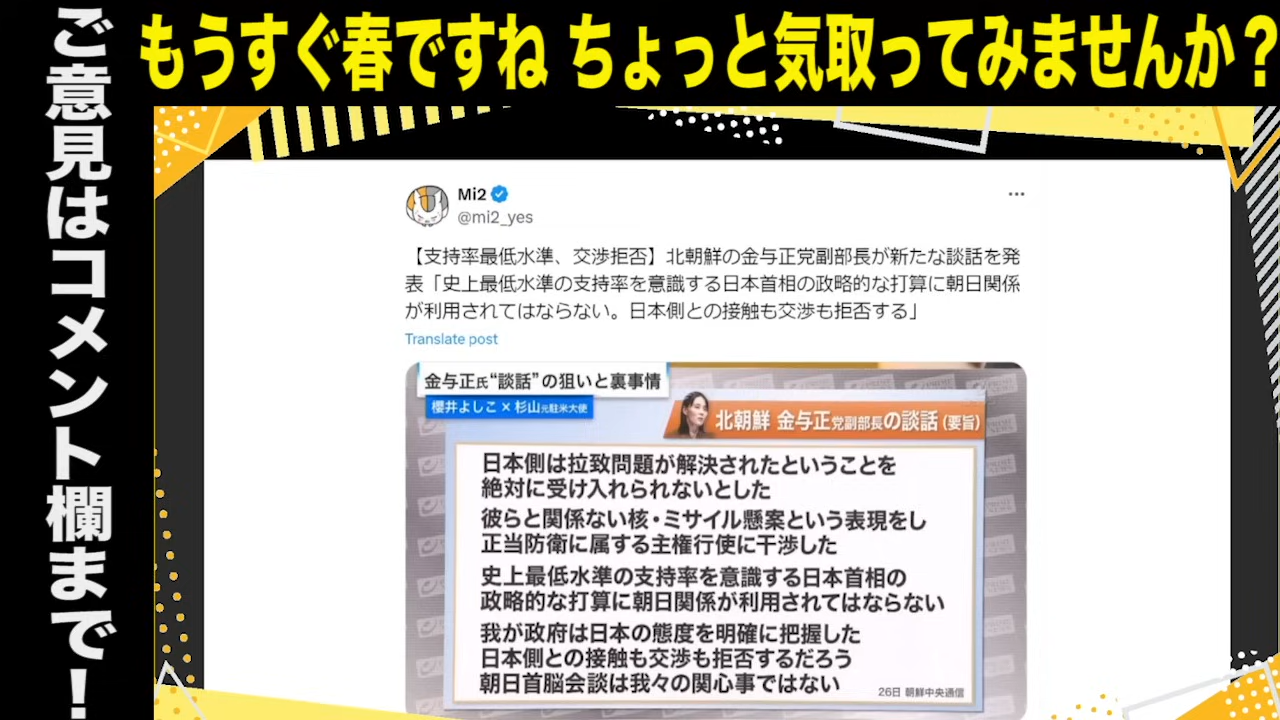 もうすぐ春ですね ちょっと気取ってみませんか？
ご意見はコメント欄まで！
Mi2
@mi2_yes
【支持率最低水準、交渉拒否】北朝鮮の金与正党副部長が新たな談話を発
表「史上最低水準の支持率を意識する日本首相の政略的な打算に朝日関係
が利用されてはならない。日本側との接触も交渉も拒否する」
Translate post
金与正氏“談話”の狙いと裏事情
櫻井よしこ×杉山元駐米大使
北朝鮮 金与正党副部長の談話（要旨）
日本側は拉致問題が解決されたということを
絶対に受け入れられないとした
彼らと関係ない核・ミサイル懸案という表現をし
正当防衛に属する主権行使に干渉した
史上最低水準の支持率を意識する日本首相の
政略的な打算に朝日関係が利用されてはならない
我が政府は日本の態度を明確に把握した
日本側との接触も交渉も拒否するだろう
朝日首脳会談は我々の関心事ではない
26日 朝鮮中央通信